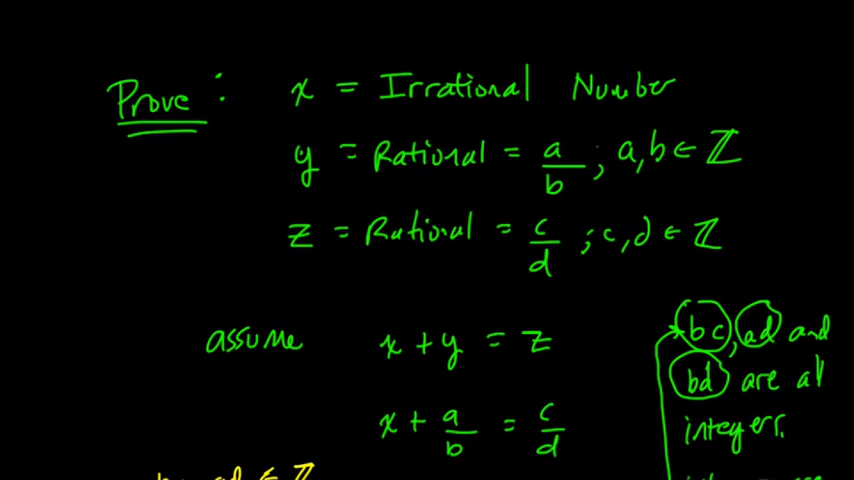 Prove: x = Irrational Number
y = Rational = a/b ; a,b ∈ ℤ
z = Rational = c/d ; c,d ∈ ℤ
assume x + y = z
x + a/b = c/d
bc, ad and
bd are all
integers.